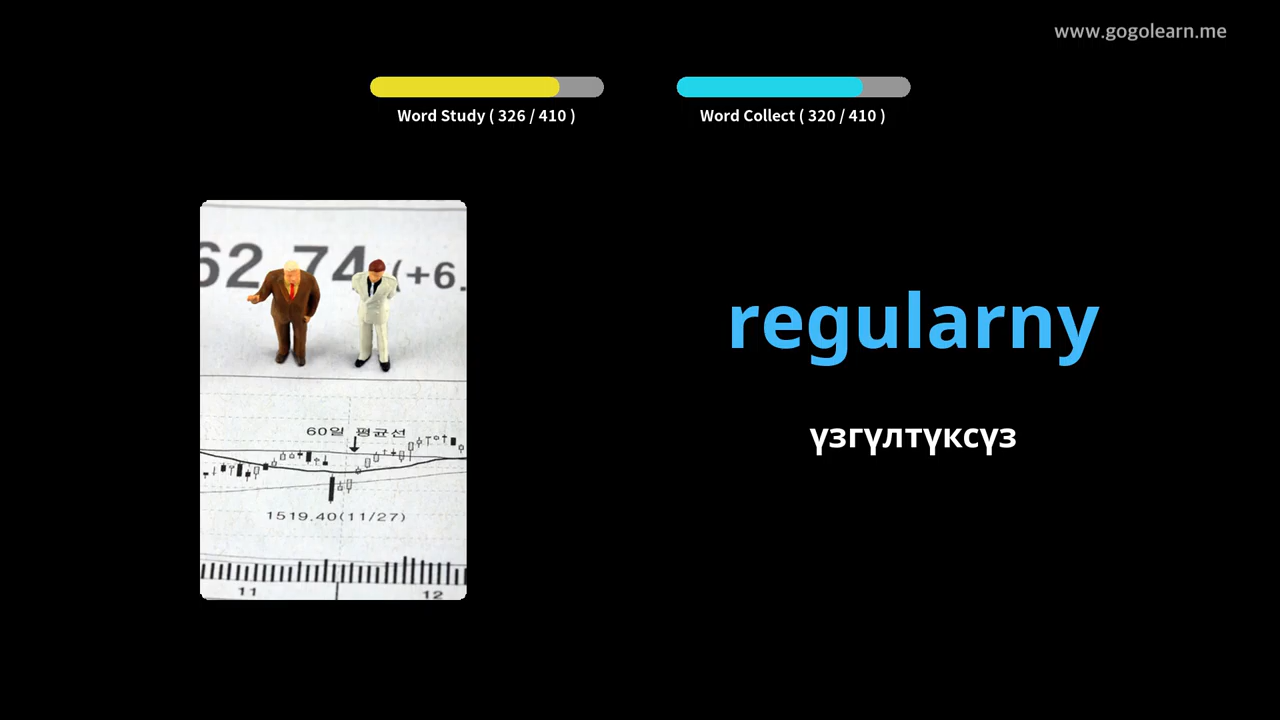 www.gogolearn.me
Word Study ( 326 / 410 )
Word Collect ( 320 / 410 )
62.74 (+6.
regularny
үзгүлтүксүз
60일 평균선
1519.40(11/27)
11
12